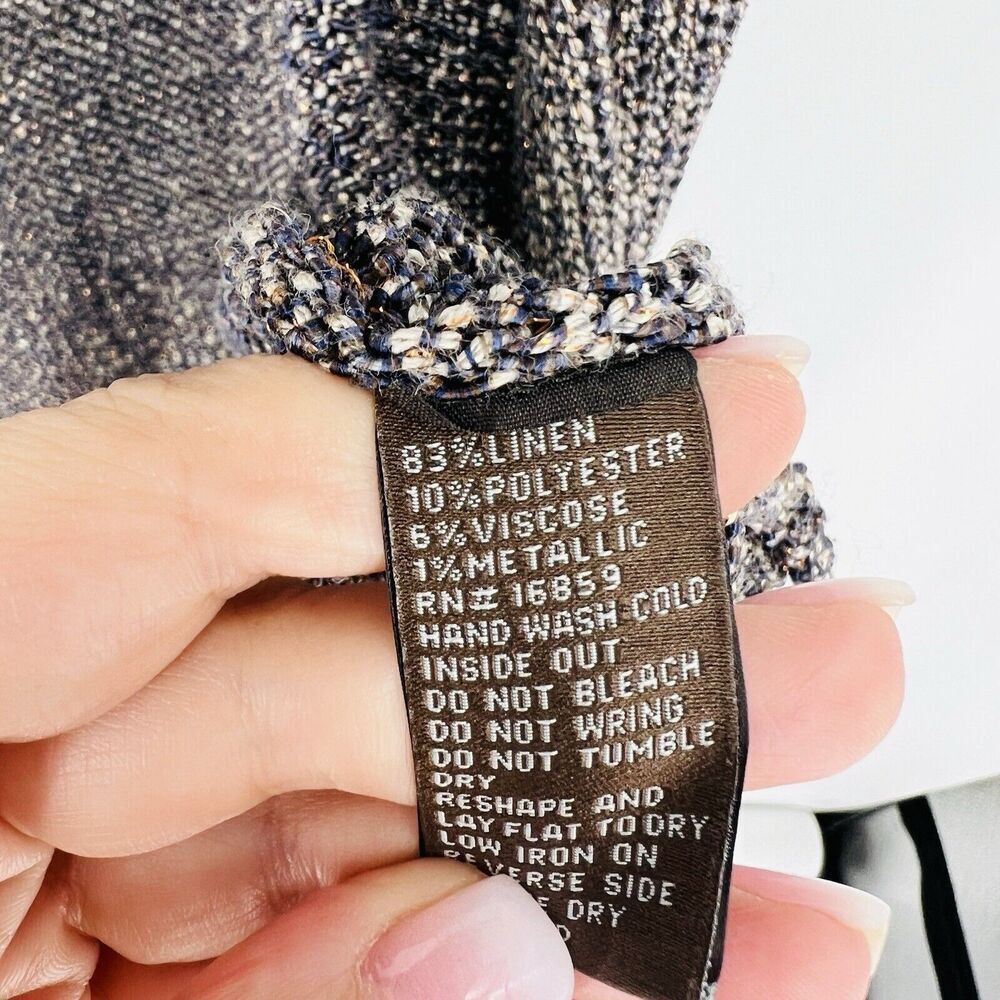 83%LINEN
10%POLYESTER
6%VISCOSE
1%METALLIC
RN# 16859
HAND WASH COLD
INSIDE OUT
DO NOT BLEACH
DO NOT WRING
DO NOT TUMBLE
DRY
RESHAPE AND
LAY FLAT TO DRY
LOW IRON ON
REVERSE SIDE
DRY